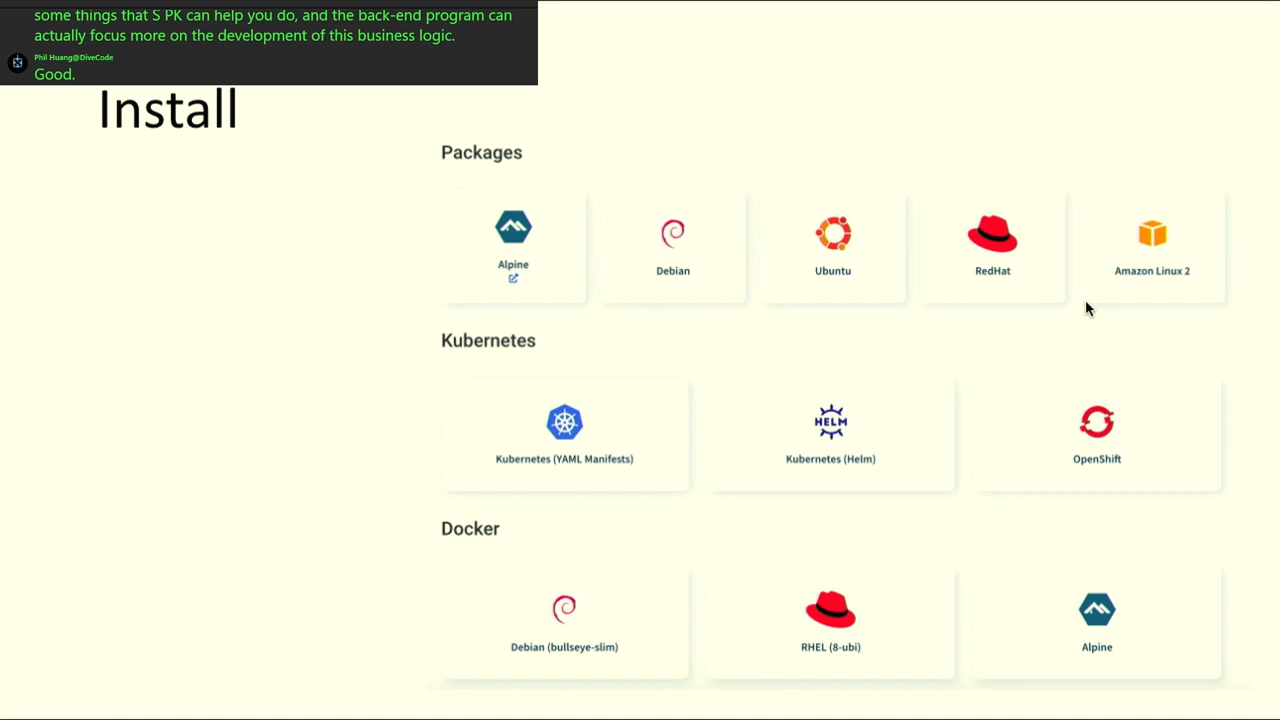 some things that S PK can help you do, and the back-end program can
actually focus more on the development of this business logic.
Phil Huang@DiveCode
Good.
Install
Packages
Alpine
Debian
Ubuntu
RedHat
Amazon Linux 2
Kubernetes
HELM
Kubernetes (YAML Manifests)
Kubernetes (Helm)
OpenShift
Docker
Debian (bullseye-slim)
RHEL (8-ubi)
Alpine